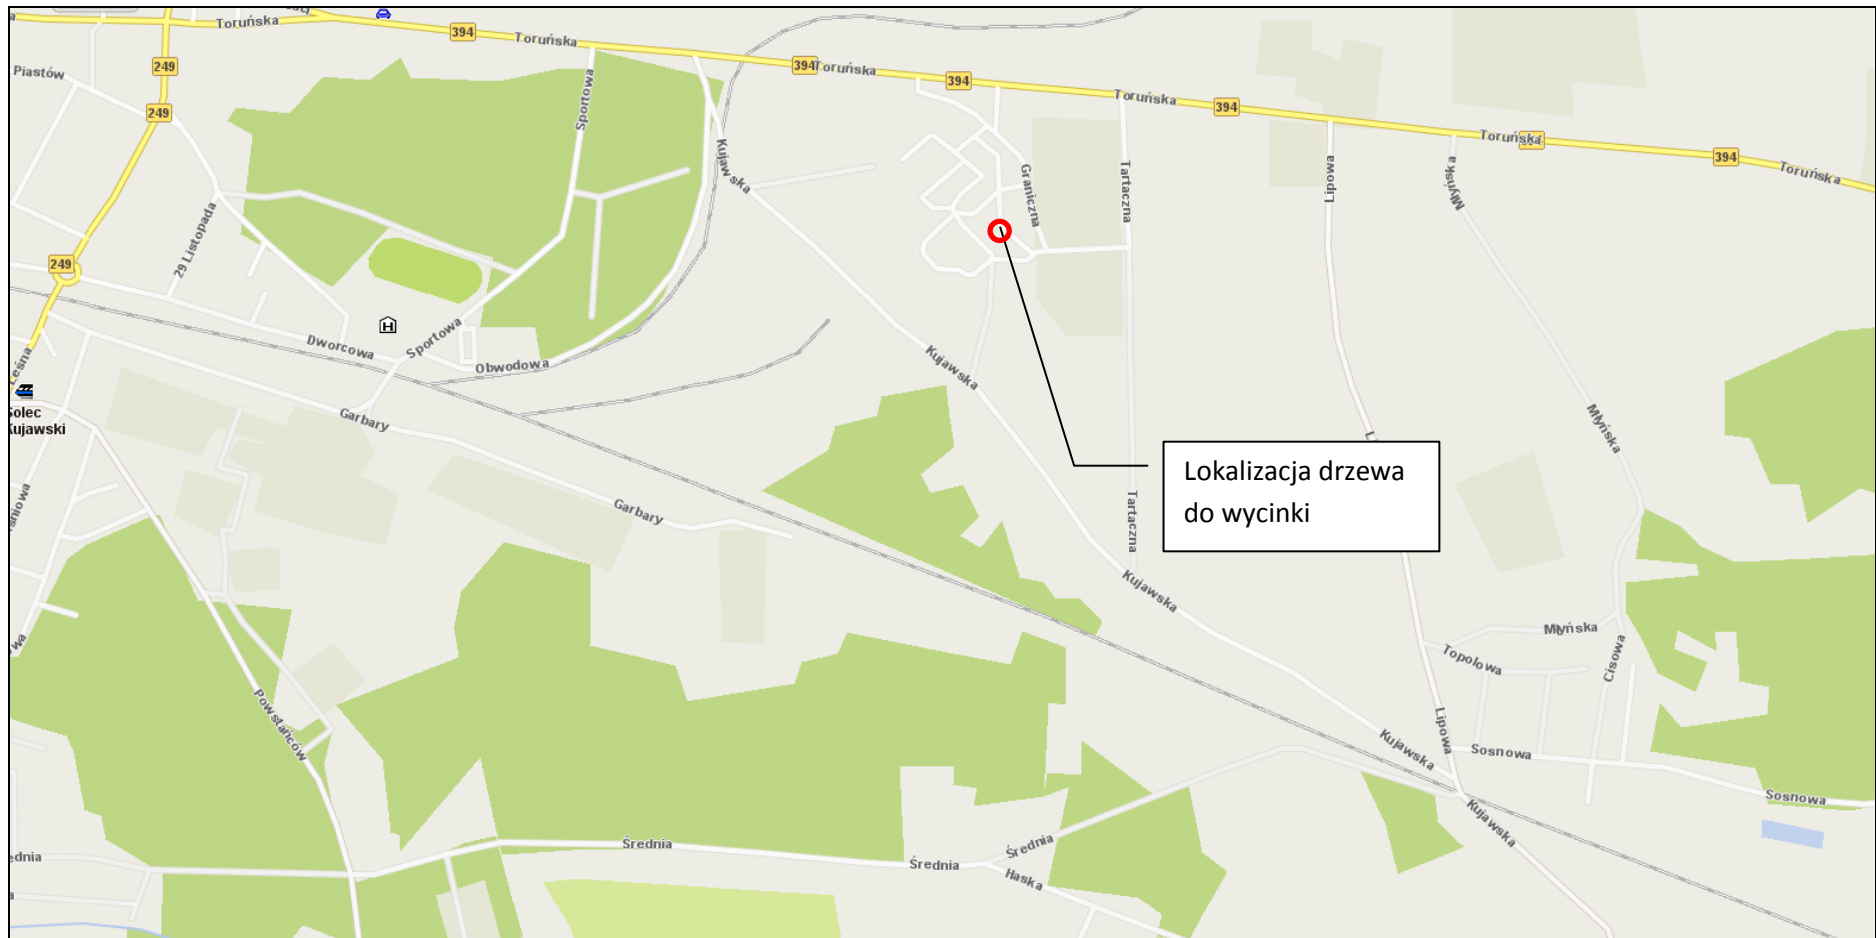 Toruńska
394
Toruńska
394
Toruńska
394
Toruńska
394
Toruńska
394
Toruńska
249
Piastów
249
Sportowa
Kujawska
Graniczna
Tartaczna
Lipowa
Młyńska
29 Listopada
249
Dworcowa
Sportowa
Obwodowa
Leśna
Solec
Kujawski
Garbary
Kujawska
Młyńska
Lokalizacja drzewa
do wycinki
Garbary
Tartaczna
Kujawska
Młyńska
Topolowa
Cisowa
Powstańców
Lipowa
Kujawska
Sosnowa
Sosnowa
Kujawska
Średnia
Średnia
Średnia
Haska